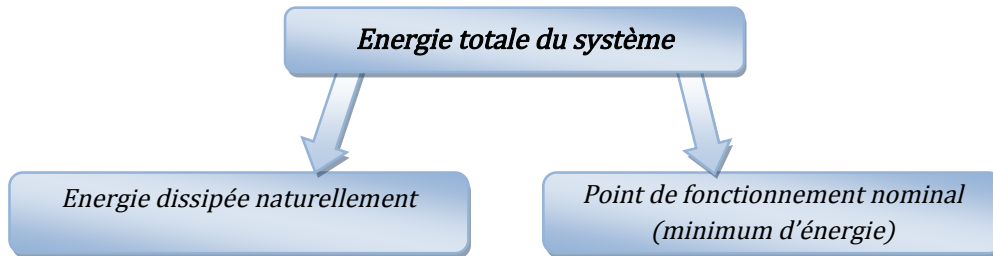 Energie totale du système
Energie dissipée naturellement
Point de fonctionnement nominal
(minimum d’énergie)